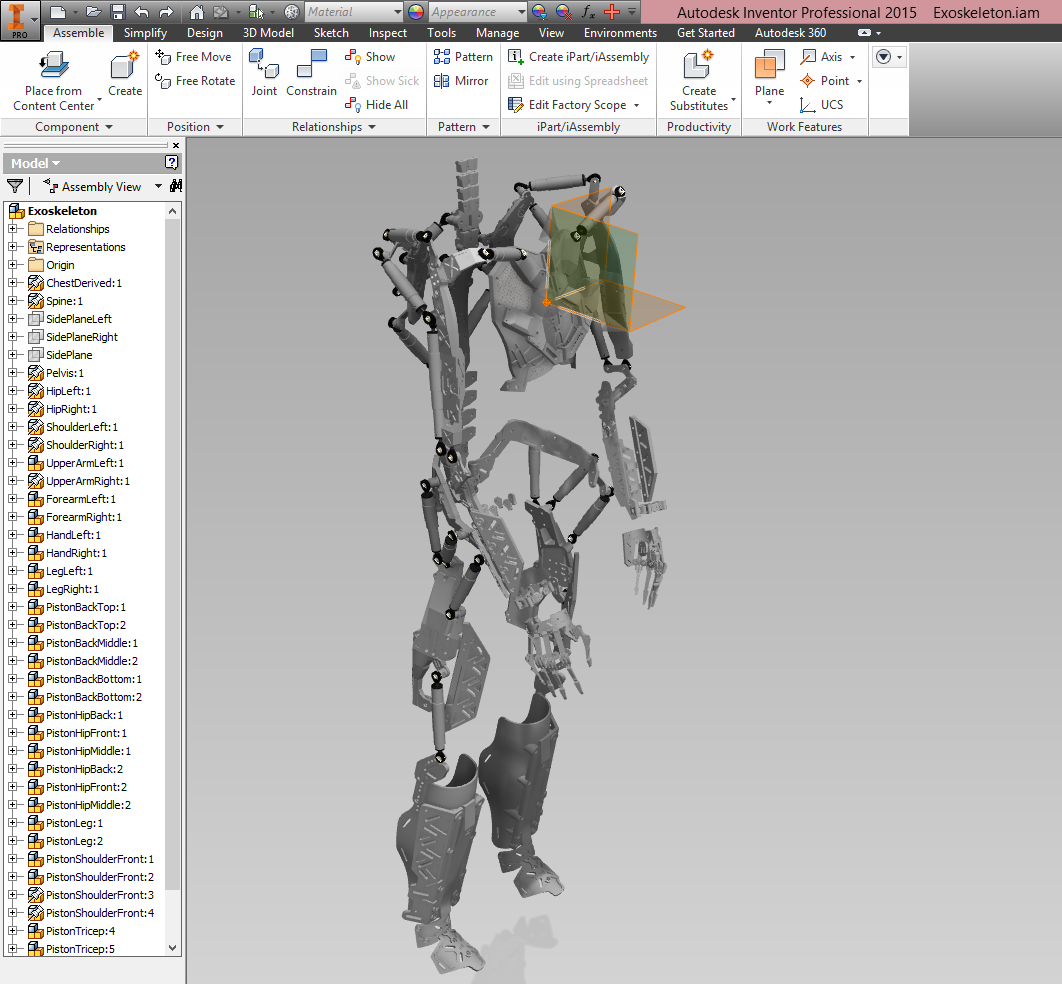 PRO
Material
Appearance
fx
Autodesk Inventor Professional 2015 Exoskeleton.iam
Assemble Simplify Design 3D Model Sketch Inspect Tools Manage View Environments Get Started Autodesk 360
Place from Content Center
Create
Free Move
Free Rotate
Joint
Constrain
Show
Show Sick
Hide All
Pattern
Mirror
Create iPart/iAssembly
Edit using Spreadsheet
Edit Factory Scope
Create Substitutes
Plane
Axis
Point
UCS
Component Position Relationships Pattern iPart/iAssembly Productivity Work Features
Model
Assembly View
Exoskeleton
Relationships
Representations
Origin
ChestDerived:1
Spine:1
SidePlaneLeft
SidePlaneRight
SidePlane
Pelvis:1
HipLeft:1
HipRight:1
ShoulderLeft:1
ShoulderRight:1
UpperArmLeft:1
UpperArmRight:1
ForearmLeft:1
ForearmRight:1
HandLeft:1
HandRight:1
LegLeft:1
LegRight:1
PistonBackTop:1
PistonBackTop:2
PistonBackMiddle:1
PistonBackMiddle:2
PistonBackBottom:1
PistonBackBottom:2
PistonHipBack:1
PistonHipFront:1
PistonHipMiddle:1
PistonHipBack:2
PistonHipFront:2
PistonHipMiddle:2
PistonLeg:1
PistonLeg:2
PistonShoulderFront:1
PistonShoulderFront:2
PistonShoulderFront:3
PistonShoulderFront:4
PistonTricep:4
PistonTricep:5